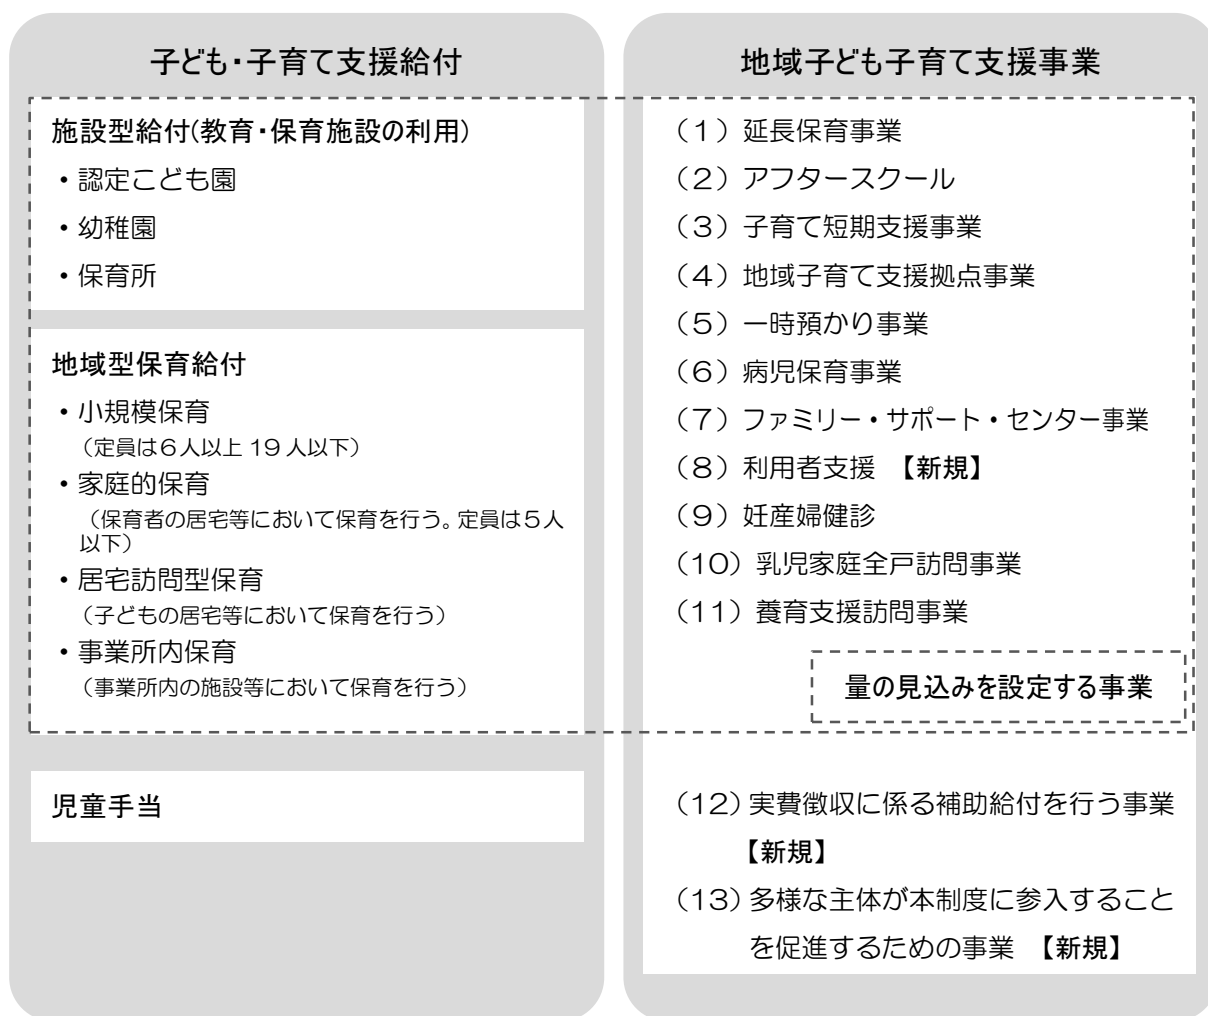 子ども・子育て支援給付
施設型給付(教育・保育施設の利用)
・認定こども園
・幼稚園
・保育所
地域型保育給付
・小規模保育
（定員は６人以上 19 人以下）
・家庭的保育
（保育者の居宅等において保育を行う。定員は５人
以下）
・居宅訪問型保育
（子どもの居宅等において保育を行う）
・事業所内保育
（事業所内の施設等において保育を行う）
児童手当
地域子ども子育て支援事業
（１）延長保育事業
（２）アフタースクール
（３）子育て短期支援事業
（４）地域子育て支援拠点事業
（５）一時預かり事業
（６）病児保育事業
（７）ファミリー・サポート・センター事業
（８）利用者支援 【新規】
（９）妊産婦健診
（10）乳児家庭全戸訪問事業
（11）養育支援訪問事業
量の見込みを設定する事業
（12）実費徴収に係る補助給付を行う事業
【新規】
（13）多様な主体が本制度に参入すること
を促進するための事業 【新規】